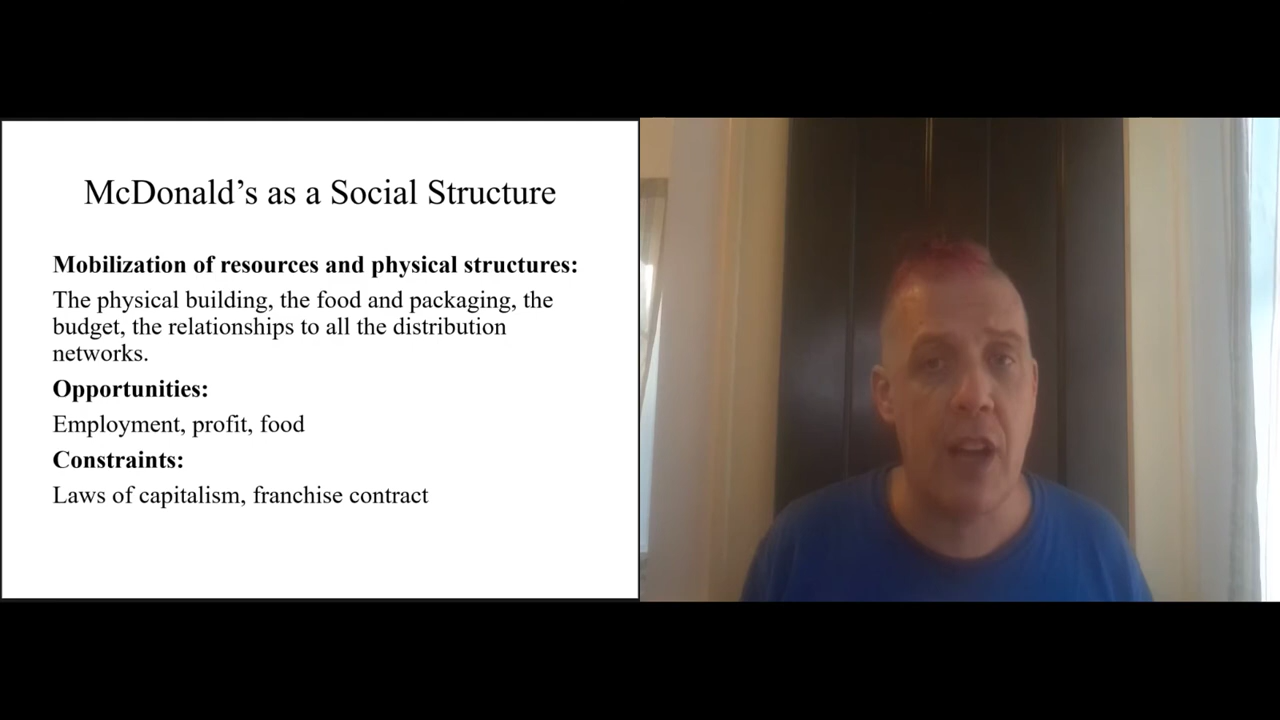 McDonald’s as a Social Structure
Mobilization of resources and physical structures:
The physical building, the food and packaging, the
budget, the relationships to all the distribution
networks.
Opportunities:
Employment, profit, food
Constraints:
Laws of capitalism, franchise contract